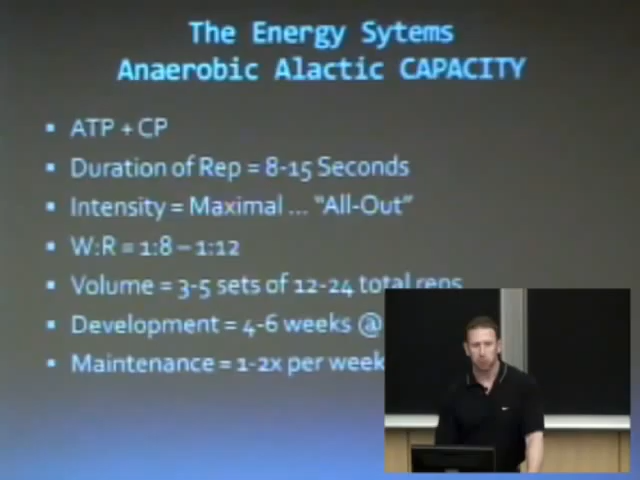 The Energy Sytems
Anaerobic Alactic CAPACITY
▪ ATP + CP
▪ Duration of Rep = 8-15 Seconds
▪ Intensity = Maximal ... “All-Out”
▪ W:R = 1:8 – 1:12
▪ Volume = 3-5 sets of 12-24 total reps
▪ Development = 4-6 weeks @
▪ Maintenance = 1-2x per week